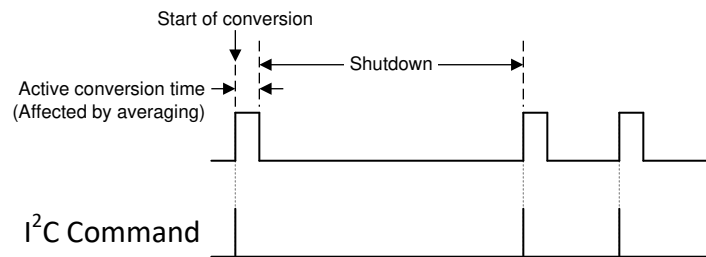 Start of conversion
Shutdown
Active conversion time
(Affected by averaging)
I²C Command